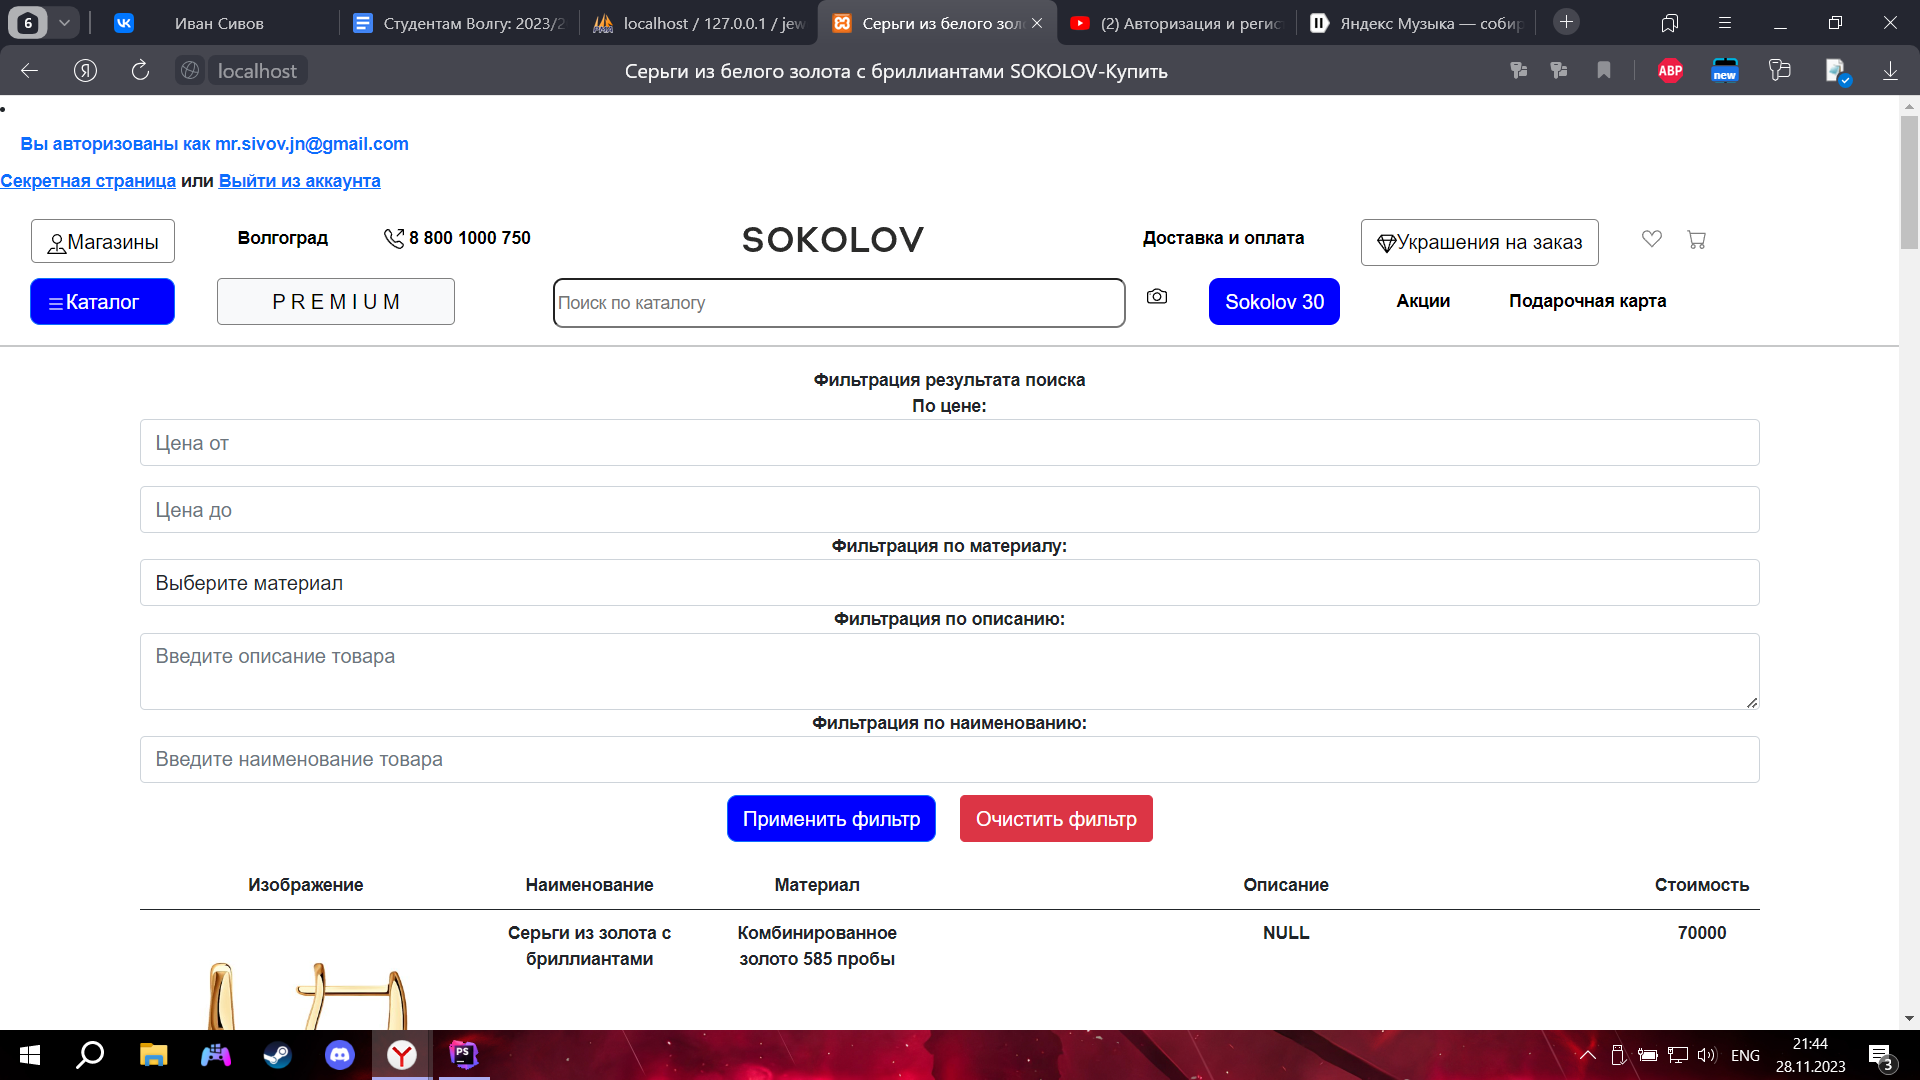 6
Иван Сивов
Студентам Волгу: 2023/2
localhost / 127.0.0.1 / jew
Серьги из белого золо
(2) Авторизация и регис
Яндекс Музыка — собир
localhost
Серьги из белого золота с бриллиантами SOKOLOV-Купить
ABP
new
Вы авторизованы как mr.sivov.jn@gmail.com
Секретная страница или Выйти из аккаунта
Магазины
Волгоград
8 800 1000 750
SOKOLOV
Доставка и оплата
Украшения на заказ
Каталог
PREMIUM
Поиск по каталогу
Sokolov 30
Акции
Подарочная карта
Фильтрация результата поиска
По цене:
Цена от
Цена до
Фильтрация по материалу:
Выберите материал
Фильтрация по описанию:
Введите описание товара
Фильтрация по наименованию:
Введите наименование товара
Применить фильтр
Очистить фильтр
Изображение
Наименование
Материал
Описание
Стоимость
Серьги из золота с
бриллиантами
Комбинированное
золото 585 пробы
NULL
70000
PS
ENG
21:44
28.11.2023
3